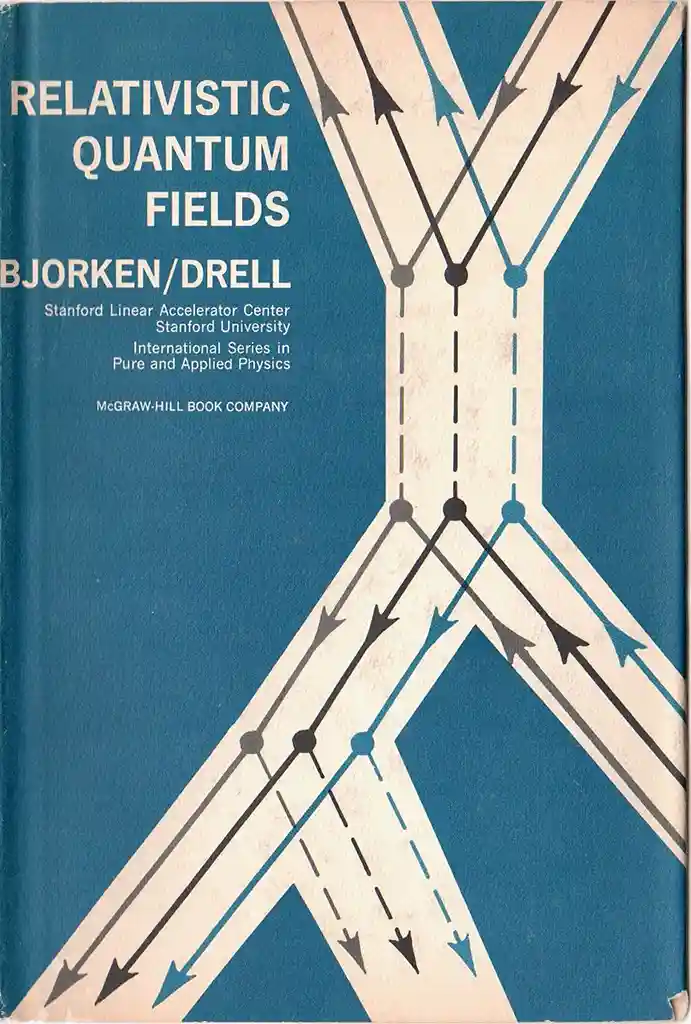 RELATIVISTIC
QUANTUM
FIELDS
BJORKEN/DRELL
Stanford Linear Accelerator Center
Stanford University
International Series in
Pure and Applied Physics
McGRAW-HILL BOOK COMPANY